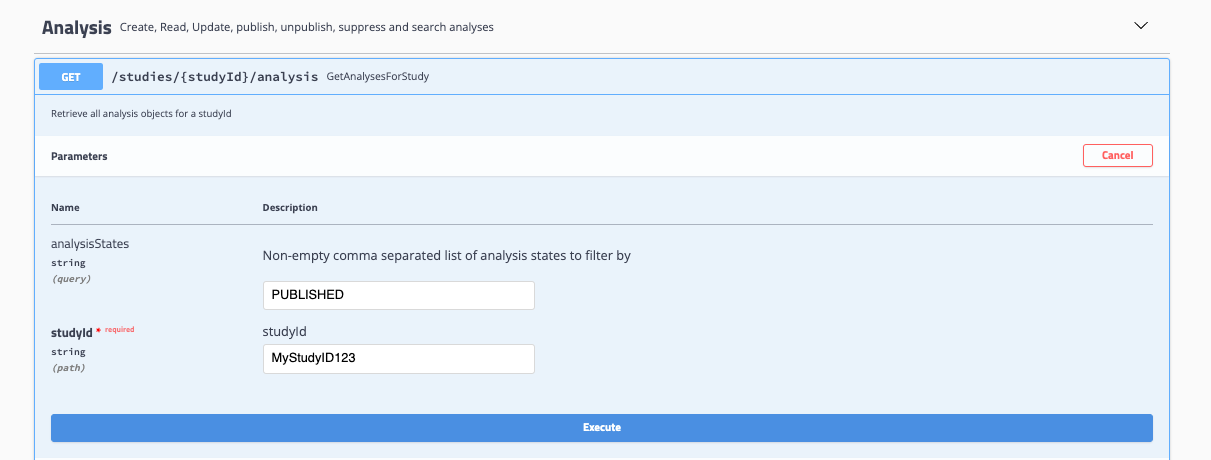 Analysis Create, Read, Update, publish, unpublish, suppress and search analyses
GET /studies/{studyId}/analysis GetAnalysesForStudy
Retrieve all analysis objects for a studyId
Parameters Cancel
Name Description
analysisStates
string
(query)
Non-empty comma separated list of analysis states to filter by
PUBLISHED
studyId * required
string
(path)
studyId
MyStudyID123
Execute